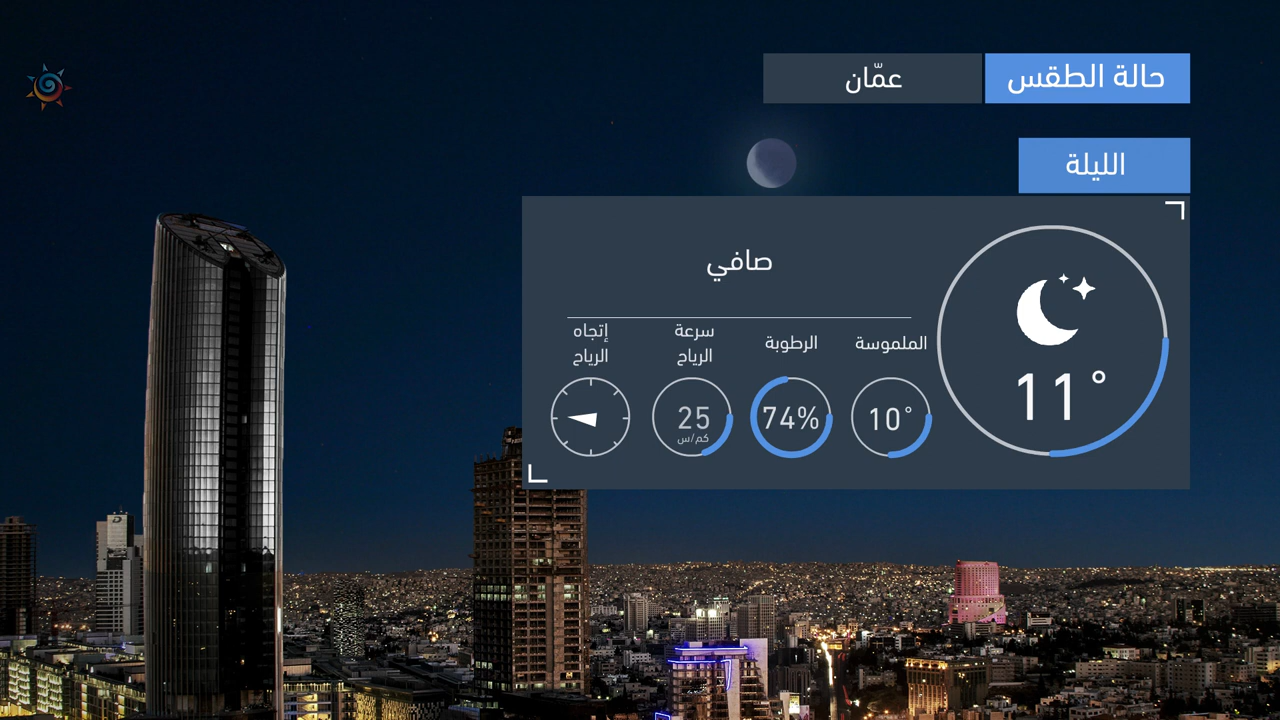 حالة الطقس
عمّان
الليلة
صافي
11°
الملموسة
10°
الرطوبة
74%
سرعة
الرياح
25
كم/س
إتجاه
الرياح